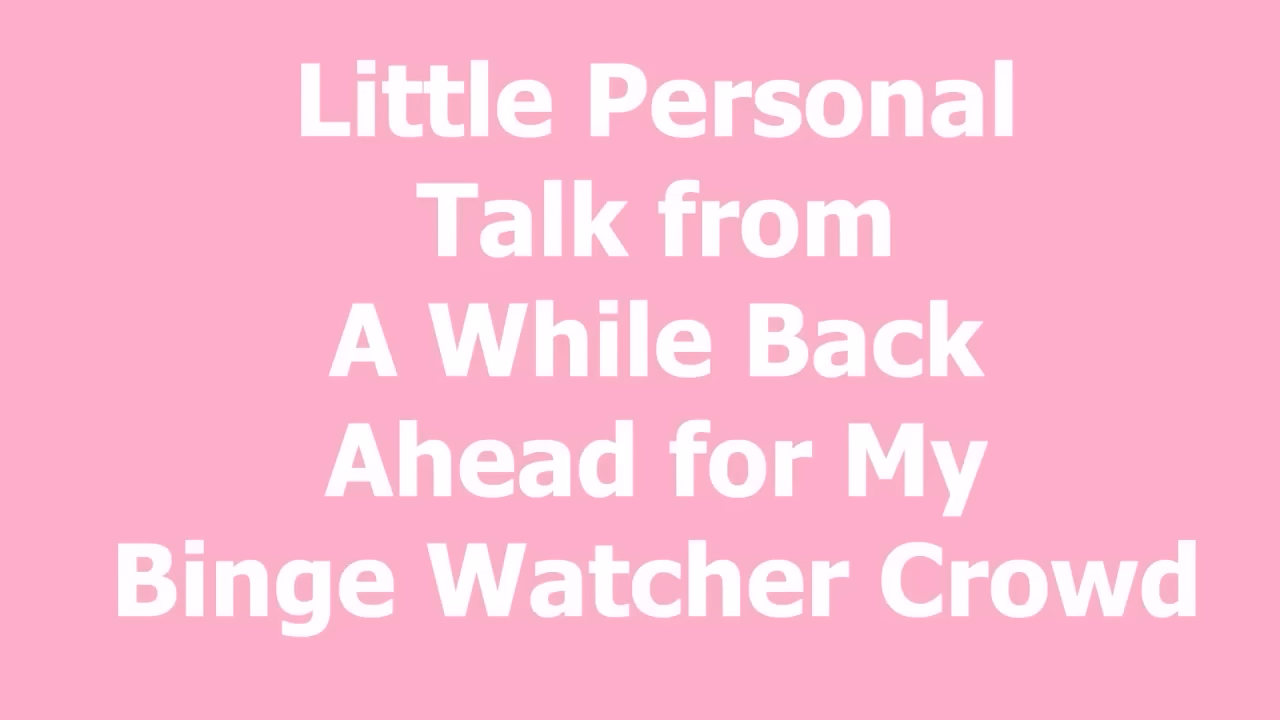 Little Personal
Talk from
A While Back
Ahead for My
Binge Watcher Crowd